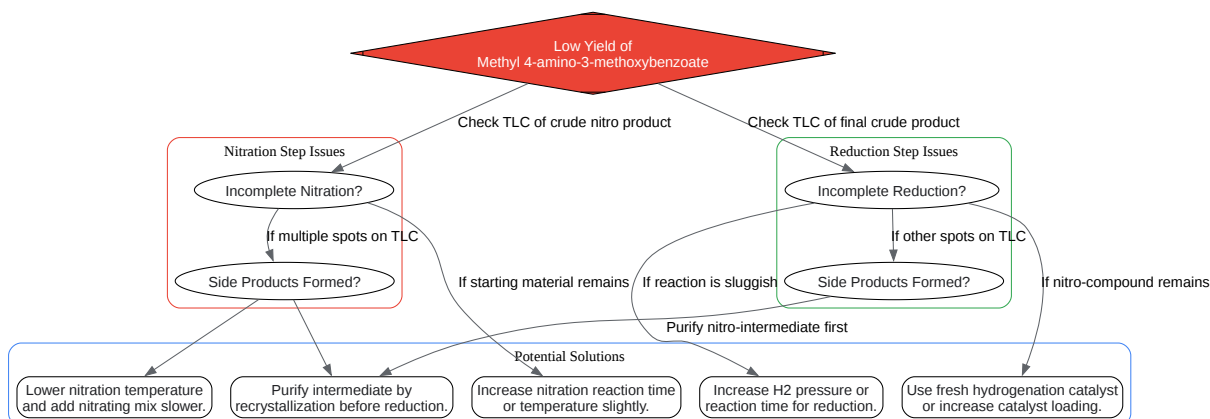 Low Yield of
Methyl 4-amino-3-methoxybenzoate
Check TLC of crude nitro product
Check TLC of final crude product
Nitration Step Issues
Reduction Step Issues
Incomplete Nitration?
Incomplete Reduction?
If multiple spots on TLC
If other spots on TLC
Side Products Formed?
If starting material remains
If reaction is sluggish
Side Products Formed?
If nitro-compound remains
Purify nitro-intermediate first
Potential Solutions
Lower nitration temperature
and add nitrating mix slower.
Purify intermediate by
recrystallization before reduction.
Increase nitration reaction time
or temperature slightly.
Increase H2 pressure or
reaction time for reduction.
Use fresh hydrogenation catalyst
or increase catalyst loading.